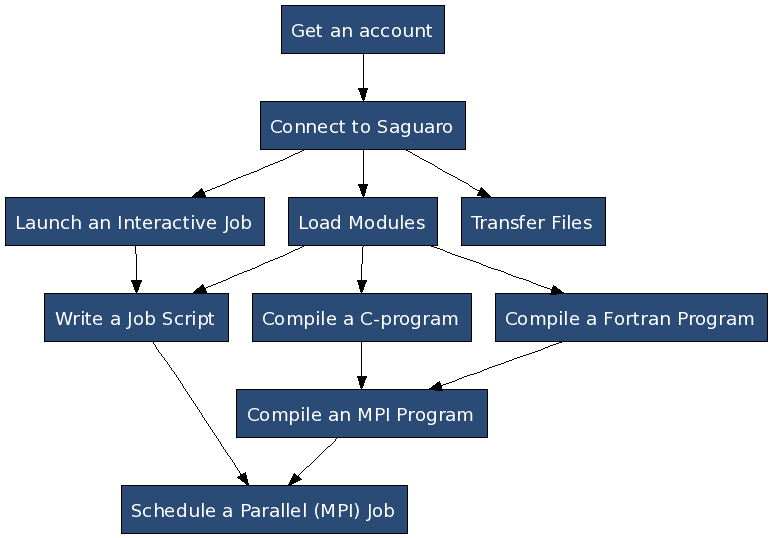 Get an account
Connect to Saguaro
Launch an Interactive Job
Load Modules
Transfer Files
Write a Job Script
Compile a C-program
Compile a Fortran Program
Compile an MPI Program
Schedule a Parallel (MPI) Job